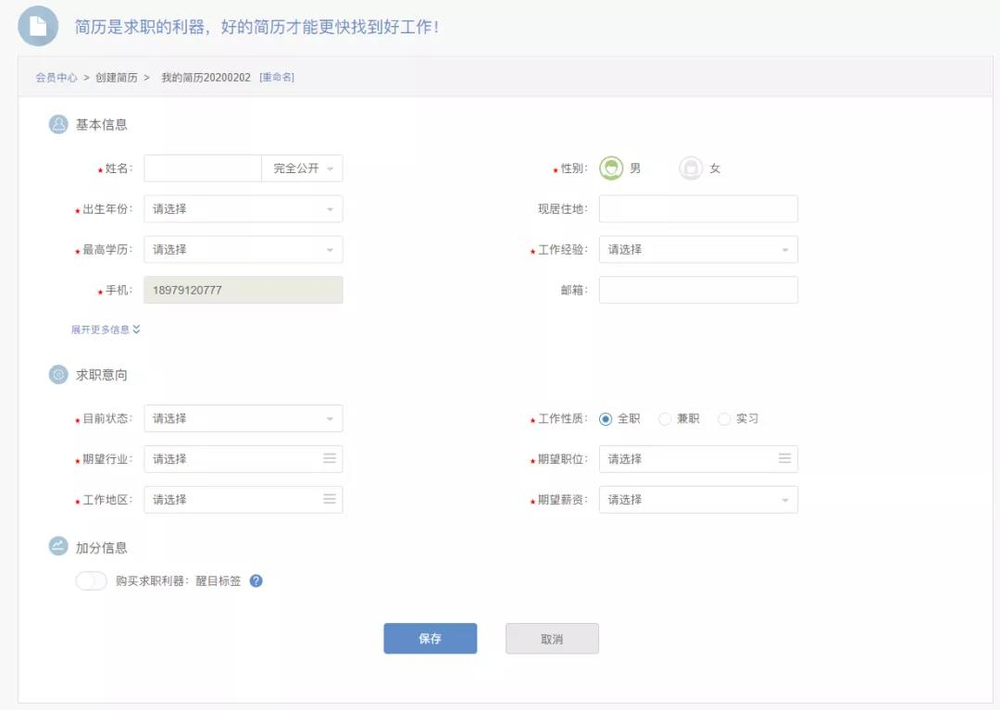 简历是求职的利器，好的简历才能更快找到好工作！
会员中心 > 创建简历 > 我的简历20200202 [重命名]
基本信息
★姓名： 完全公开 ★性别： 男 女
★出生年份： 请选择 现居住地：
★最高学历： 请选择 ★工作经验： 请选择
★手机： 18979120777 邮箱：
展开更多信息
求职意向
★目前状态： 请选择 ★工作性质： 全职 兼职 实习
★期望行业： 请选择 ★期望职位： 请选择
★工作地区： 请选择 ★期望薪资： 请选择
加分信息
购买求职利器：醒目标签 ?
保存 取消